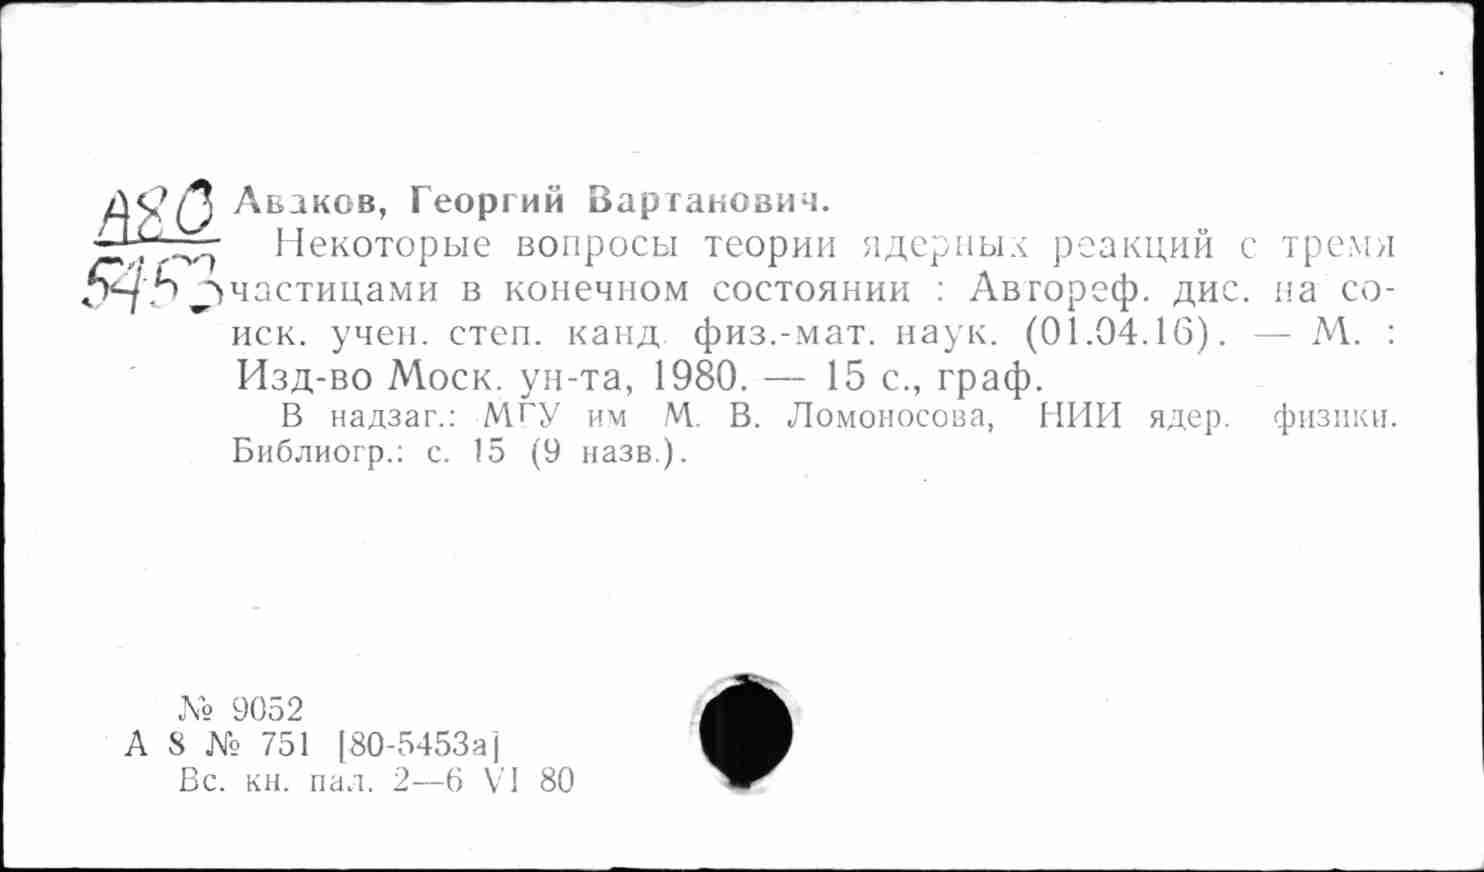 А80 Аваков, Георгий Вартанович.
Некоторые вопросы теории ядерных реакций с тремя
5453 частицами в конечном состоянии : Автореф. дис. на со-
иск. учен. степ. канд. физ.-мат. наук. (01.04.16). — М. :
Изд-во Моск. ун-та, 1980. — 15 с., граф.
В надзаг.: МГУ им М. В. Ломоносова, НИИ ядер. физики.
Библиогр.: с. 15 (9 назв.).
№ 9052
А 8 № 751 [80-5453а]
Вс. кн. пал. 2—6 VI 80